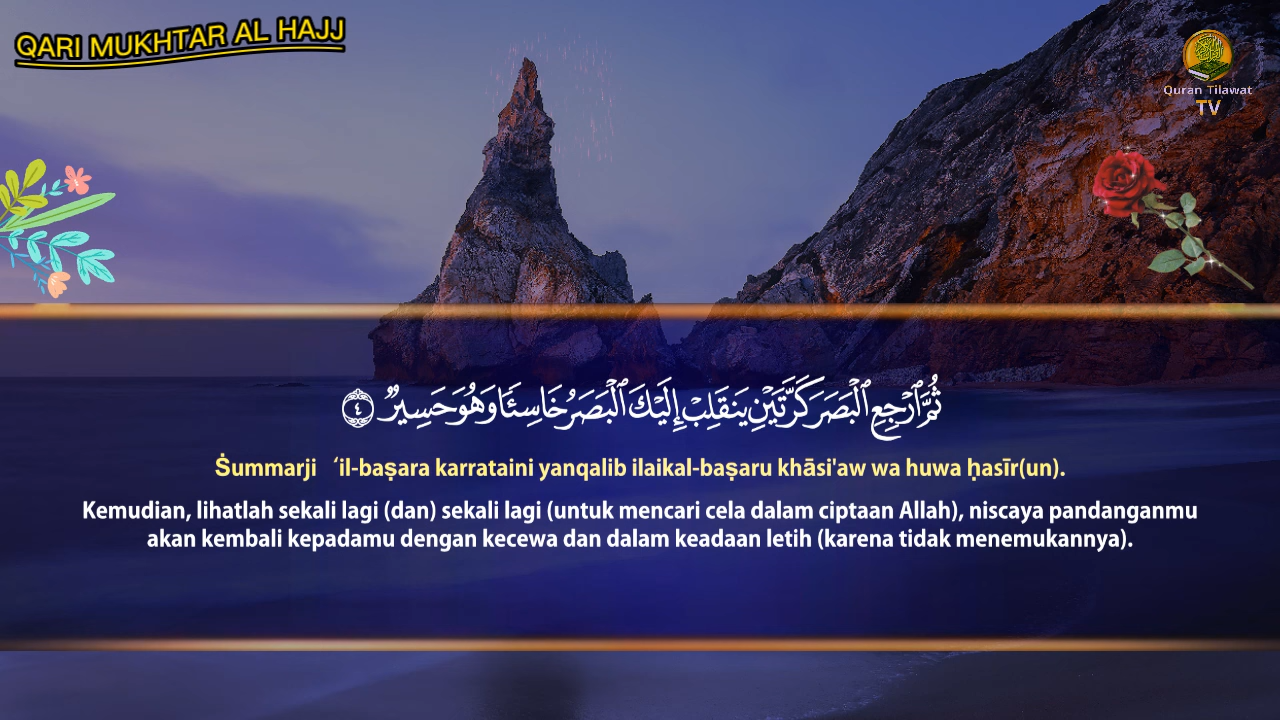 QARI MUKHTAR AL HAJJ
Quran Tilawat
TV
ثُمَّ ٱرْجِعِ ٱلْبَصَرَ كَرَّتَيْنِ يَنقَلِبْ إِلَيْكَ ٱلْبَصَرُ خَاسِئًا وَهُوَ حَسِيرٌ ٤
Ṡummarji ‘il-baṣara karrataini yanqalib ilaikal-baṣaru khāsi'aw wa huwa ḥasīr(un).
Kemudian, lihatlah sekali lagi (dan) sekali lagi (untuk mencari cela dalam ciptaan Allah), niscaya pandanganmu
akan kembali kepadamu dengan kecewa dan dalam keadaan letih (karena tidak menemukannya).